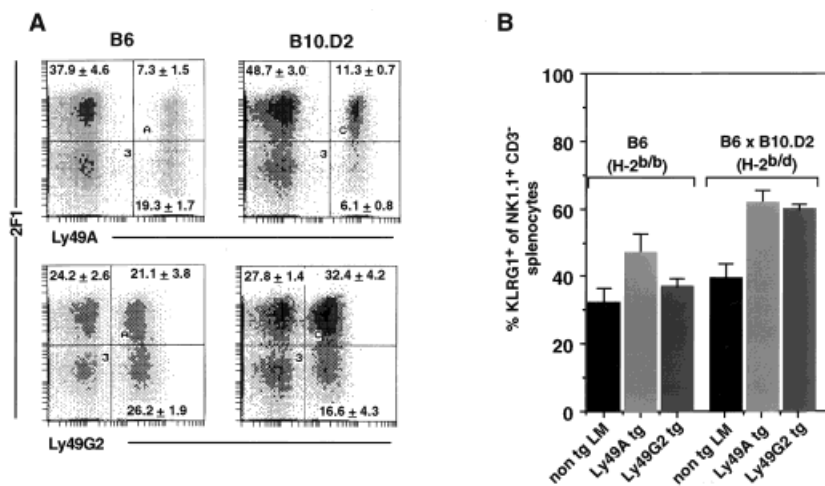 A
B6
B10.D2
37.9 ± 4.6
7.3 ± 1.5
48.7 ± 3.0
11.3 ± 0.7
A
C
3
3
19.3 ± 1.7
6.1 ± 0.8
2F1
Ly49A
24.2 ± 2.6
21.1 ± 3.8
27.8 ± 1.4
32.4 ± 4.2
A
3
3
26.2 ± 1.9
16.6 ± 4.3
Ly49G2
B
% KLRG1+ of NK1.1+ CD3-
splenocytes
100
80
60
40
20
0
B6
(H-2b/b)
B6 x B10.D2
(H-2b/d)
non tg LM
Ly49A tg
Ly49G2 tg
non tg LM
Ly49A tg
Ly49G2 tg